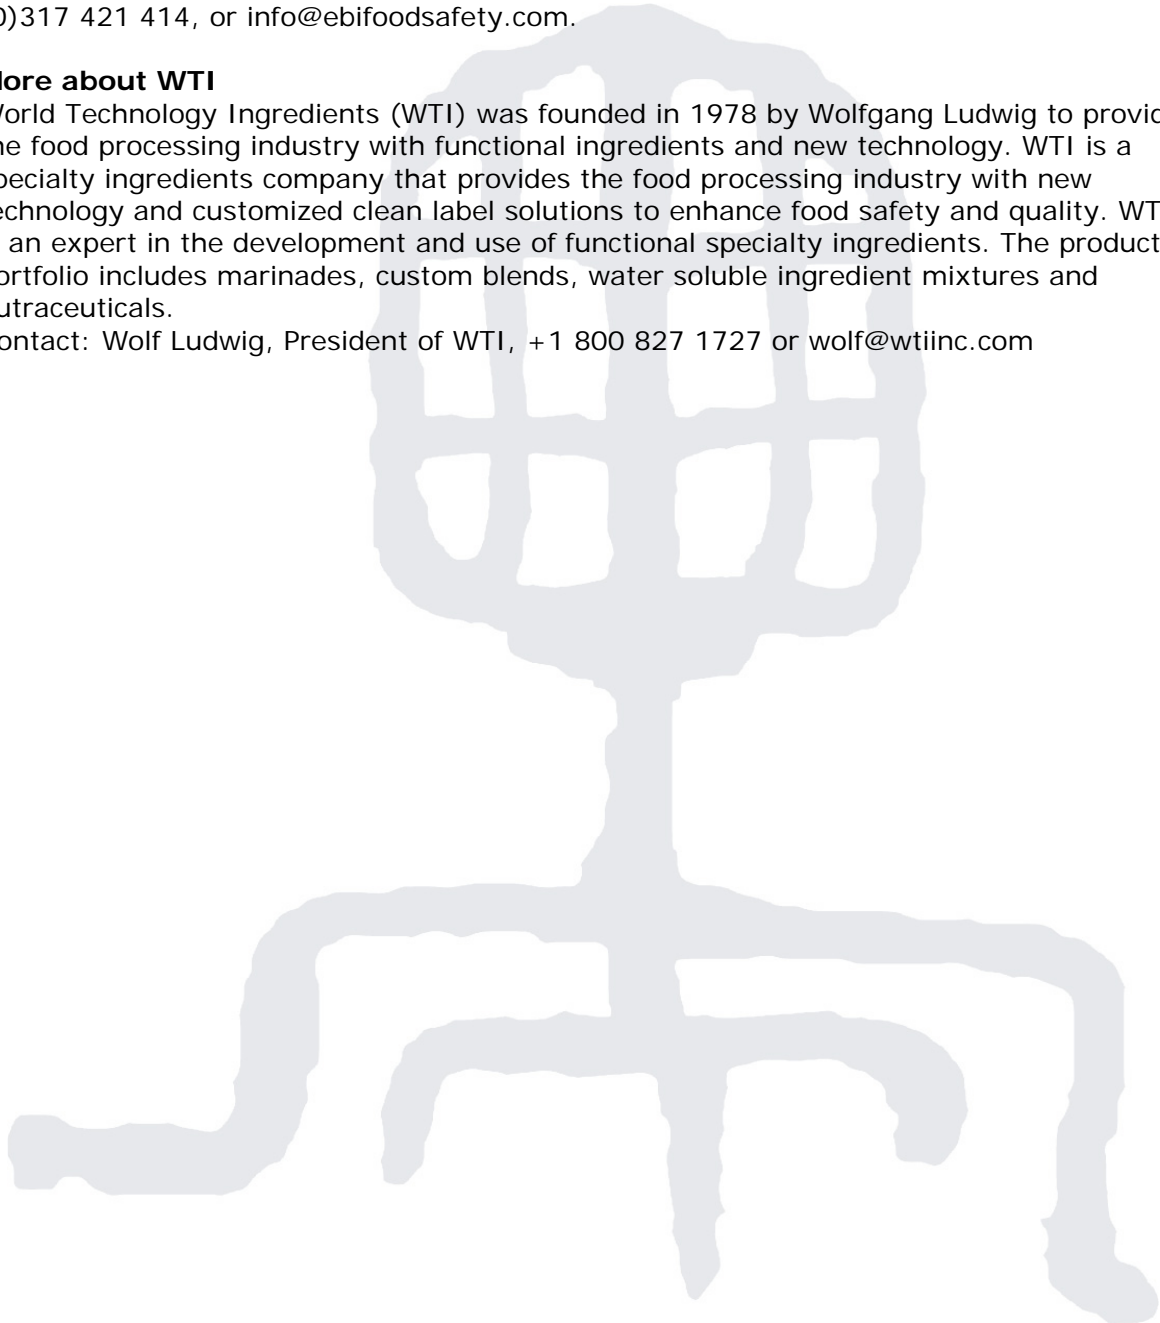 0)317 421 414, or info@ebifoodsafety.com.
ore about WTI
orld Technology Ingredients (WTI) was founded in 1978 by Wolfgang Ludwig to provid
he food processing industry with functional ingredients and new technology. WTI is a
pecialty ingredients company that provides the food processing industry with new
echnology and customized clean label solutions to enhance food safety and quality. WT
an expert in the development and use of functional specialty ingredients. The product
ortfolio includes marinades, custom blends, water soluble ingredient mixtures and
utraceuticals.
ontact: Wolf Ludwig, President of WTI, +1 800 827 1727 or wolf@wtiinc.com